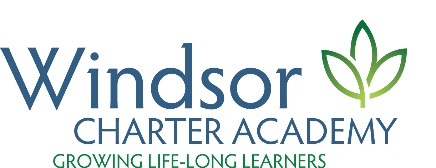 Windsor
CHARTER ACADEMY
GROWING LIFE-LONG LEARNERS